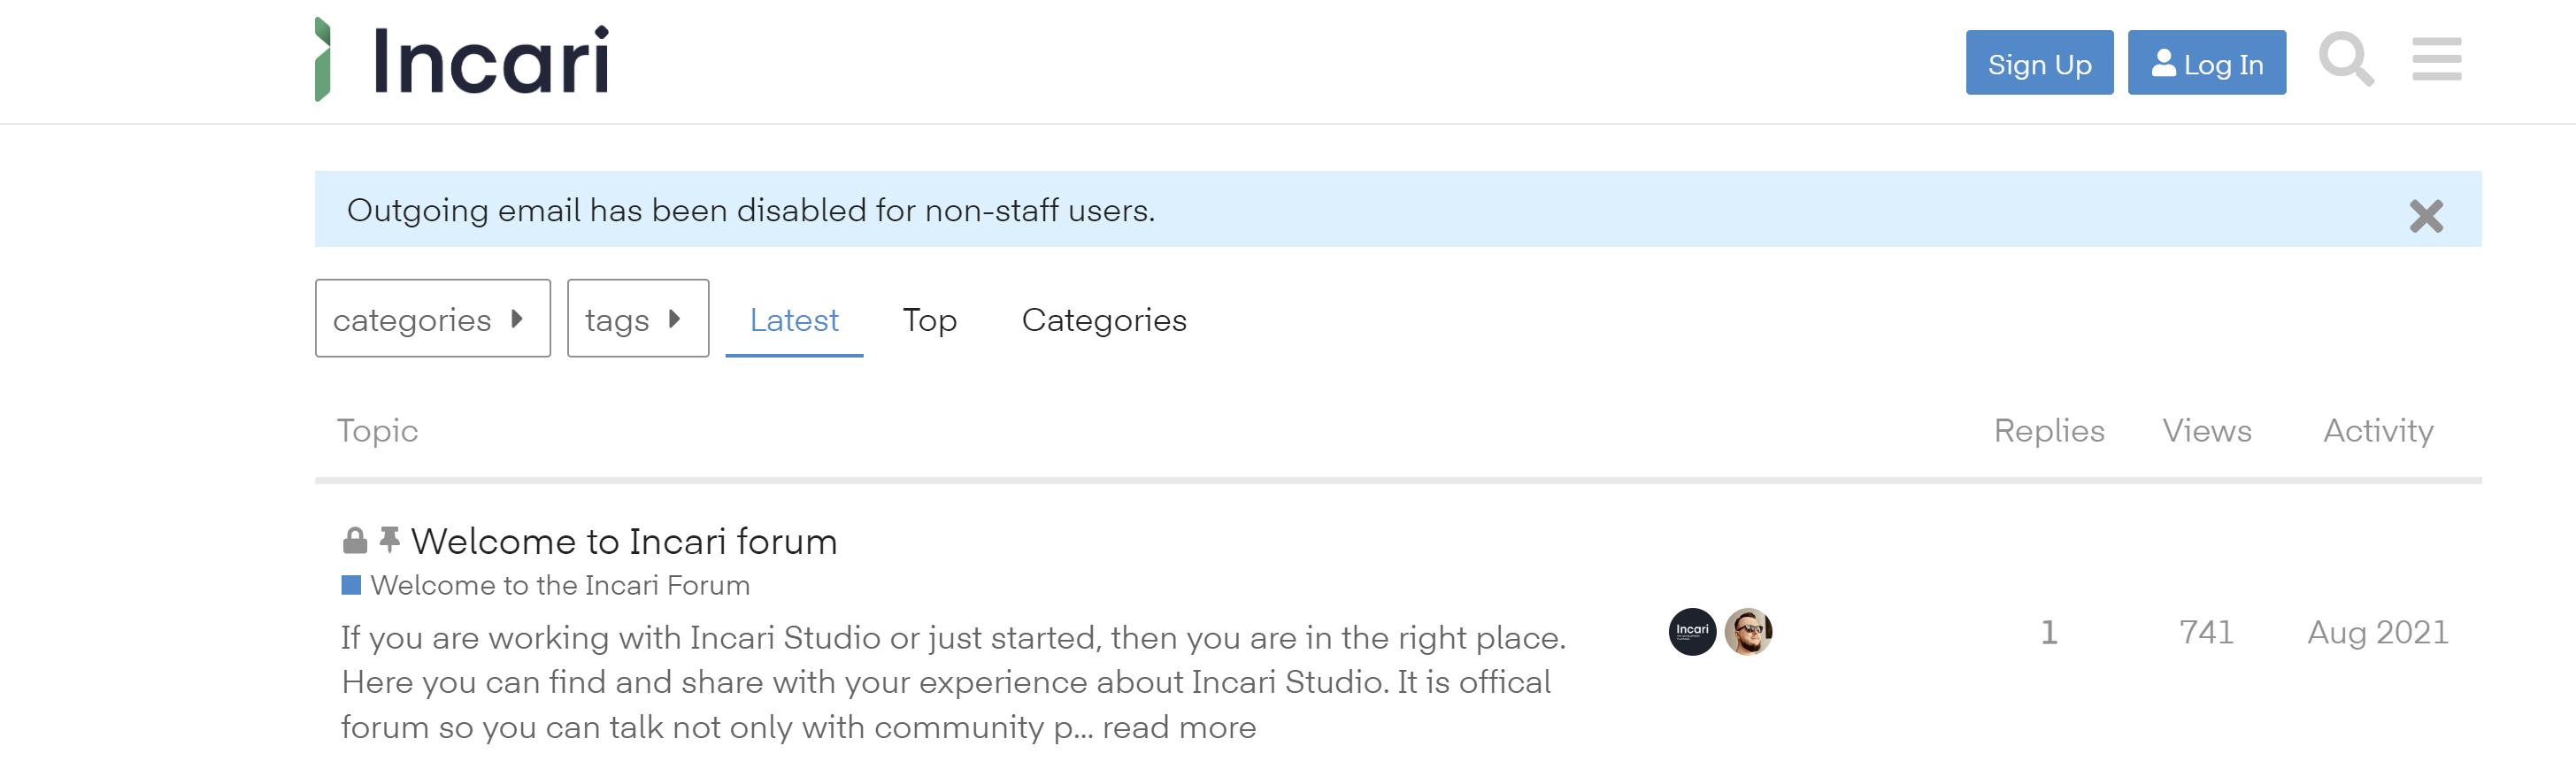 Incari
Sign Up
Log In
Outgoing email has been disabled for non-staff users.
categories
tags
Latest
Top
Categories
Topic
Replies
Views
Activity
Welcome to Incari forum
Welcome to the Incari Forum
If you are working with Incari Studio or just started, then you are in the right place.
Here you can find and share with your experience about Incari Studio. It is offical
forum so you can talk not only with community p... read more
Incari
1
741
Aug 2021